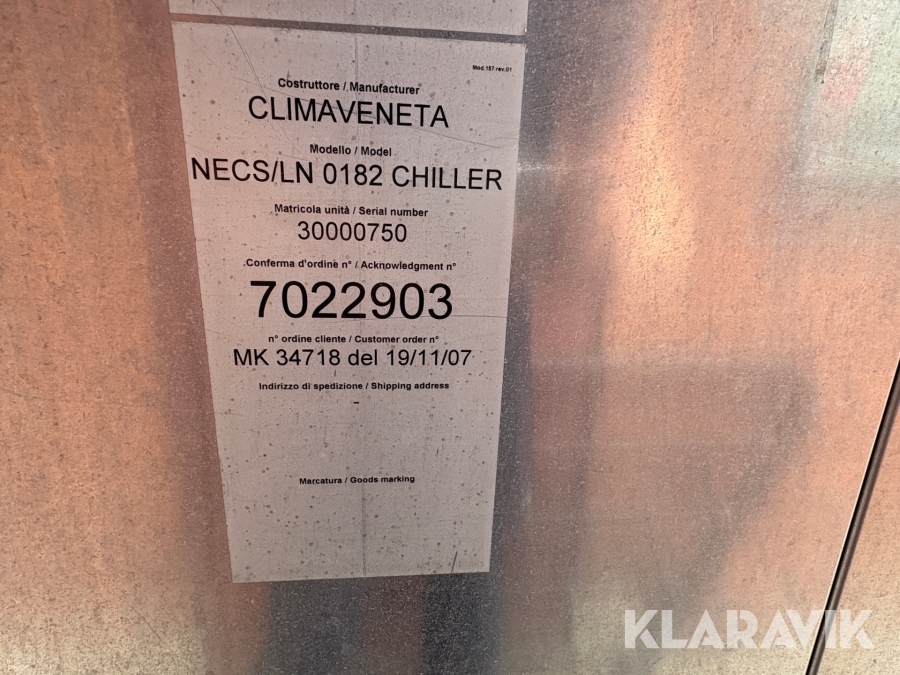 Mod.157.rev.01
Costruttore / Manufacturer
CLIMAVENETA
Modello / Model
NECS/LN 0182 CHILLER
Matricola unità / Serial number
30000750
Conferma d'ordine n° / Acknowledgment n°
7022903
n° ordine cliente / Customer order n°
MK 34718 del 19/11/07
Indirizzo di spedizione / Shipping address
-
Marcatura / Goods marking
KLARAVIK